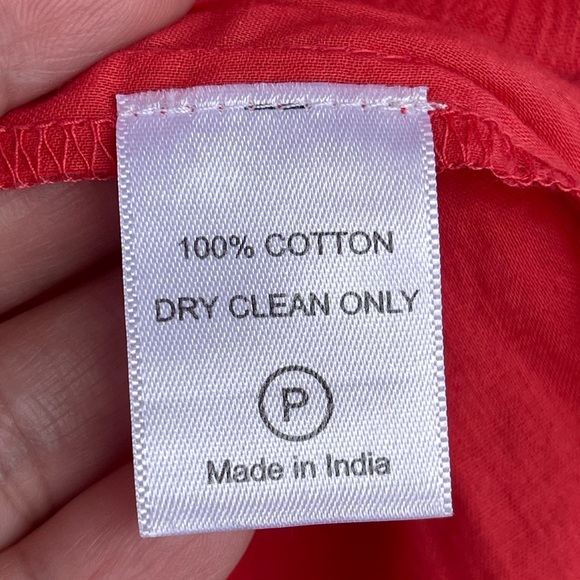 100% COTTON
DRY CLEAN ONLY
P
Made in India